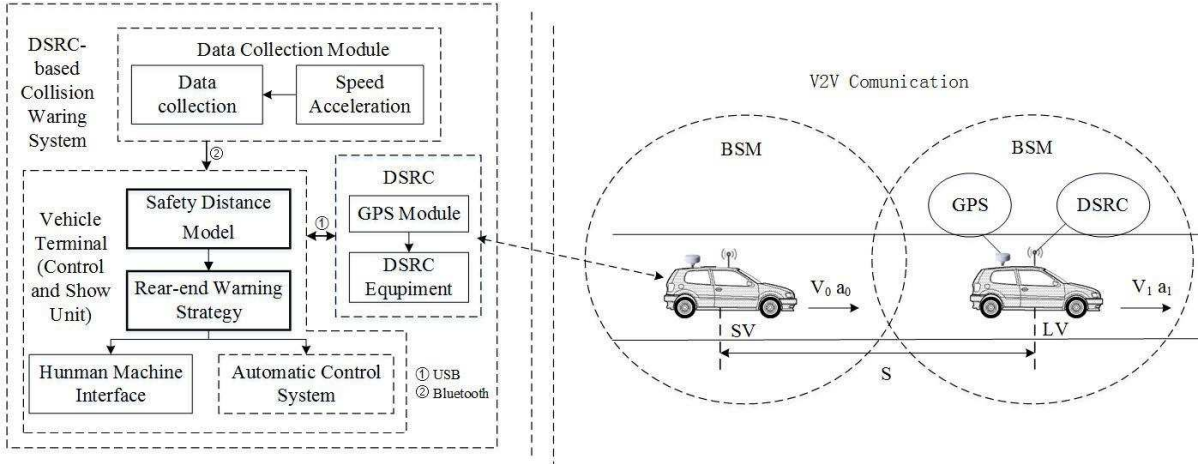 DSRC-
based
Collision
Waring
System
Data Collection Module
Data
collection
Speed
Acceleration
②
Vehicle
Terminal
(Control
and Show
Unit)
Safety Distance
Model
Rear-end Warning
Strategy
①
DSRC
GPS Module
DSRC
Equpiment
Hunman Machine
Interface
Automatic Control
System
① USB
② Bluetooth
V2V Comunication
BSM
BSM
GPS
DSRC
V₀ a₀
V₁ a₁
SV
LV
S